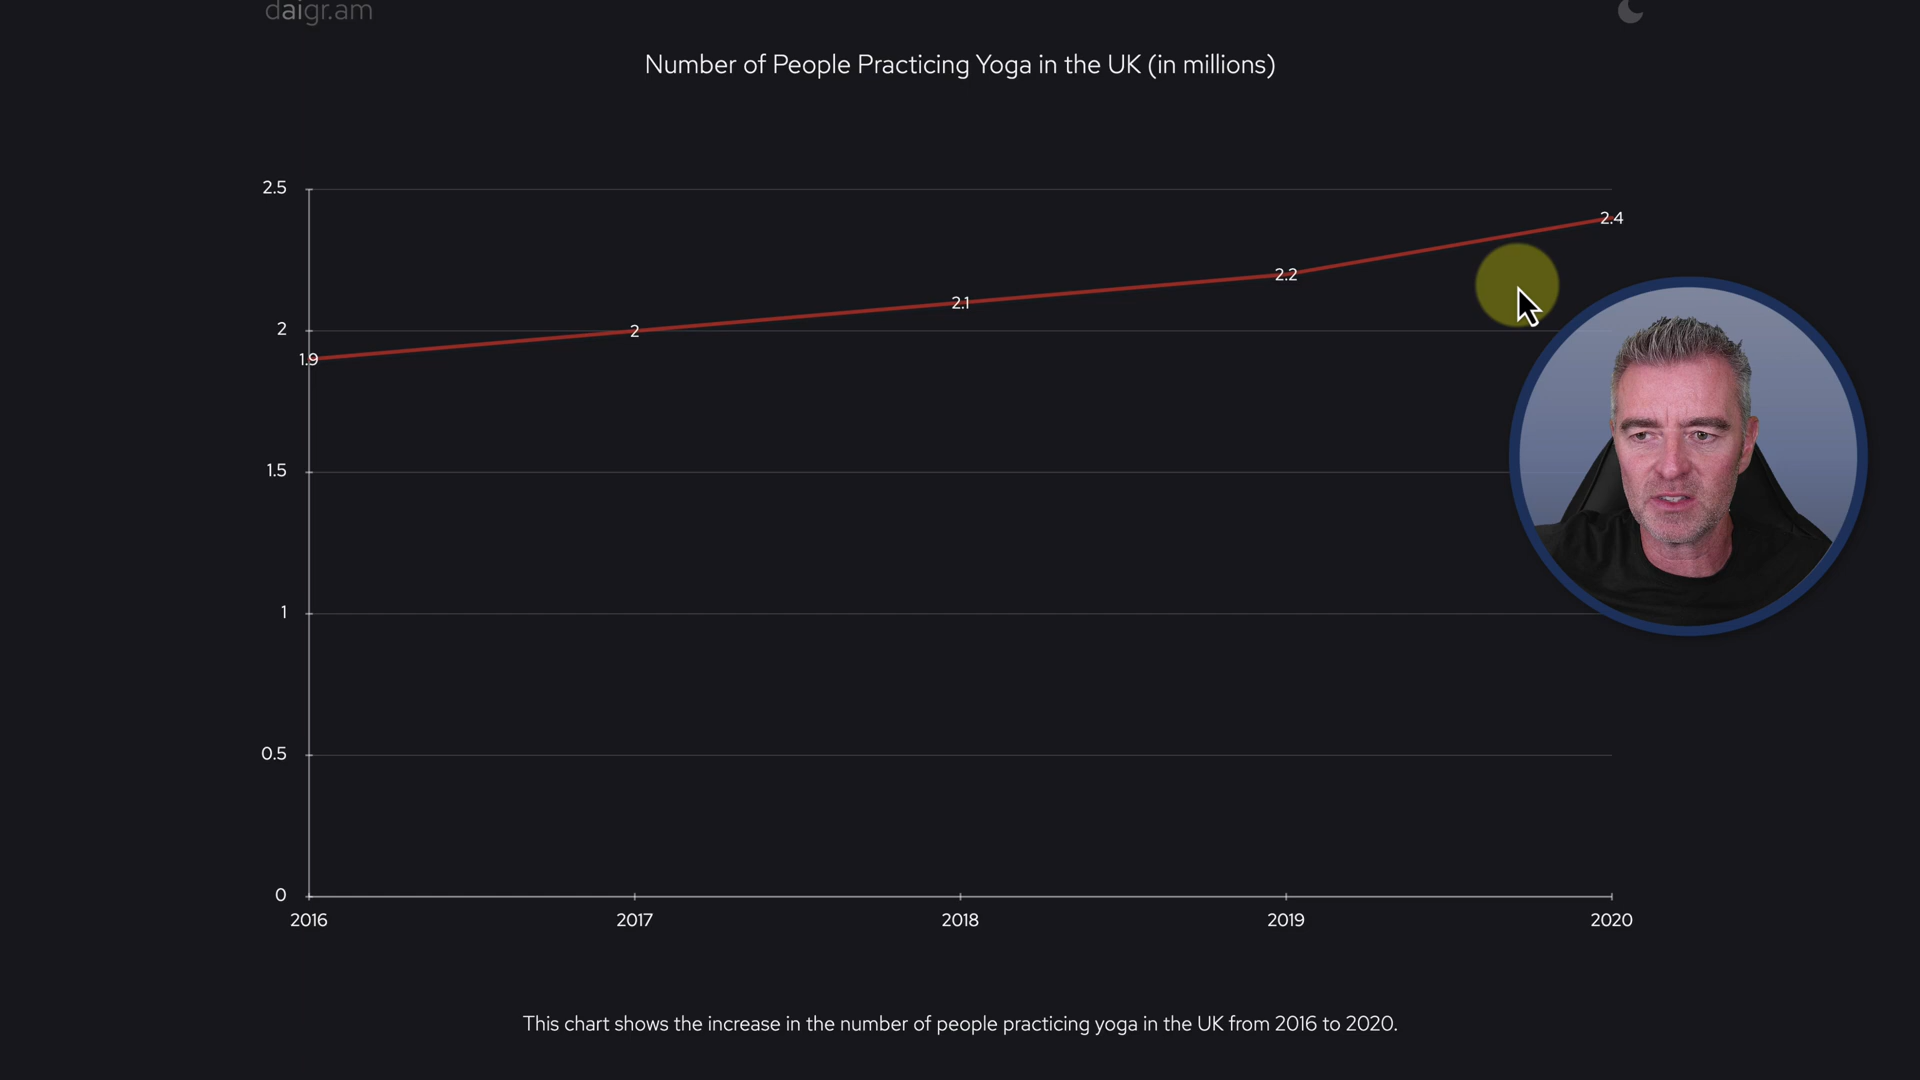 daigr.am
Number of People Practicing Yoga in the UK (in millions)
2.5
2.4
2.2
2.1
2
2
1.9
1.5
1
0.5
0
2016 2017 2018 2019 2020
This chart shows the increase in the number of people practicing yoga in the UK from 2016 to 2020.